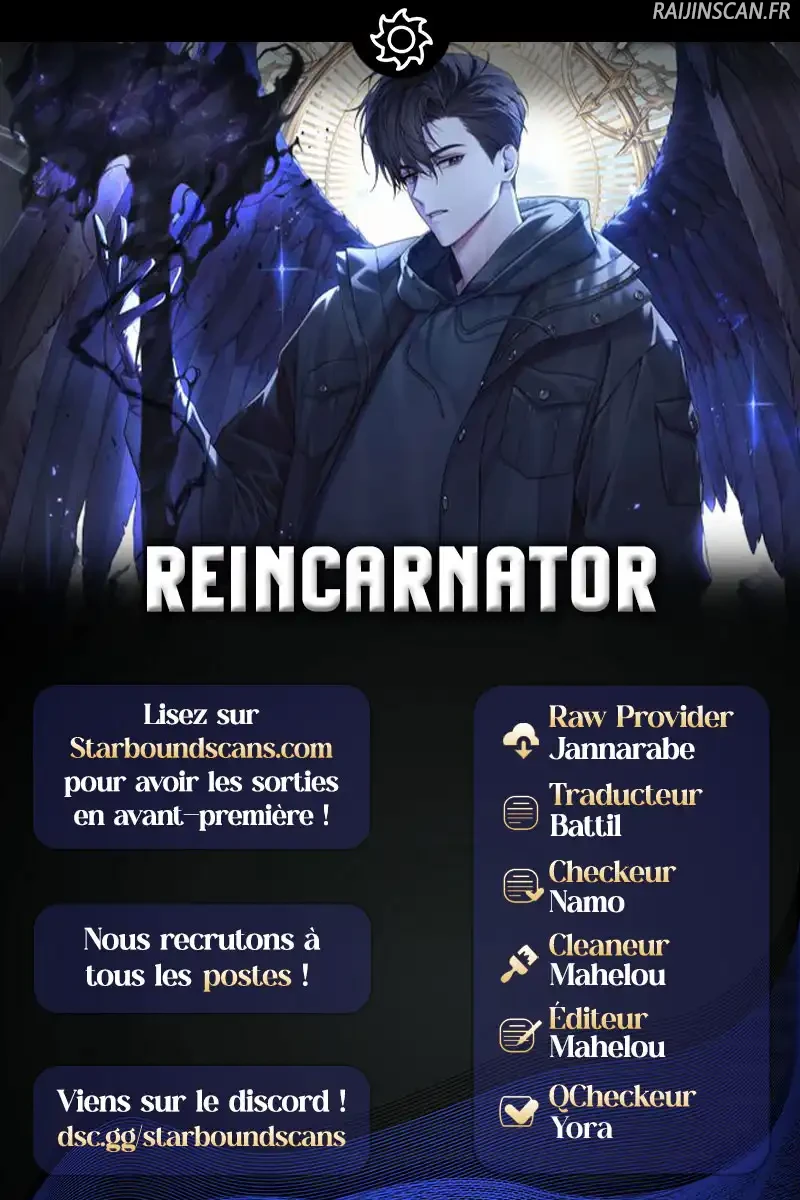 RAIJINSCAN.FR
REINCARNATOR
Lisez sur
Starboundscans.com
pour avoir les sorties
en avant-première !
Nous recrutons à
tous les postes !
Viens sur le discord !
dsc.gg/starboundscans
Raw Provider
Jannarabe
Traducteur
Battil
Checkeur
Namo
Cleaneur
Mahelou
Éditeur
Mahelou
QCheckeur
Yora